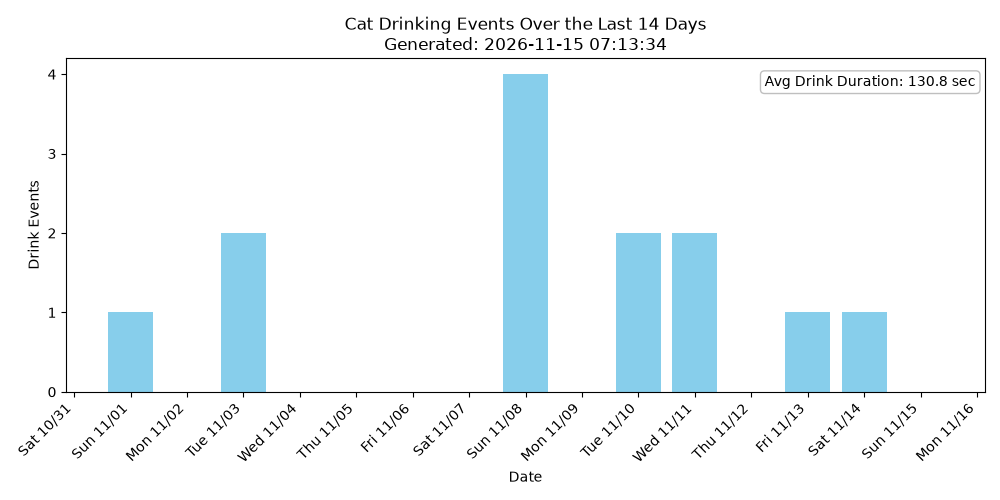 Cat Drinking Events Over the Last 14 Days
Generated: 2026-11-15 07:13:34
Avg Drink Duration: 130.8 sec
Drink Events
4
3
2
1
0
Sat 10/31
Sun 11/01
Mon 11/02
Tue 11/03
Wed 11/04
Thu 11/05
Fri 11/06
Sat 11/07
Sun 11/08
Mon 11/09
Tue 11/10
Wed 11/11
Thu 11/12
Fri 11/13
Sat 11/14
Sun 11/15
Mon 11/16
Date